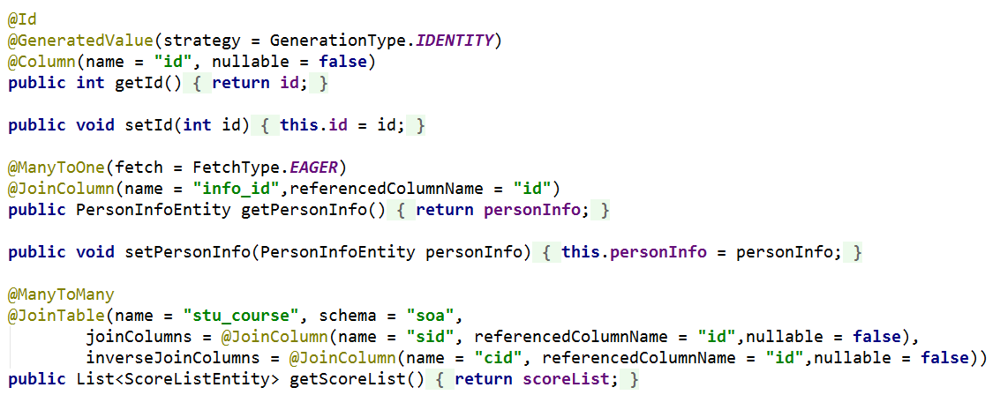 @Id
@GeneratedValue(strategy = GenerationType.IDENTITY)
@Column(name = "id", nullable = false)
public int getId() { return id; }
public void setId(int id) { this.id = id; }
@ManyToOne(fetch = FetchType.EAGER)
@JoinColumn(name = "info_id",referencedColumnName = "id")
public PersonInfoEntity getPersonInfo() { return personInfo; }
public void setPersonInfo(PersonInfoEntity personInfo) { this.personInfo = personInfo; }
@ManyToMany
@JoinTable(name = "stu_course", schema = "soa",
        joinColumns = @JoinColumn(name = "sid", referencedColumnName = "id",nullable = false),
        inverseJoinColumns = @JoinColumn(name = "cid", referencedColumnName = "id",nullable = false))
public List<ScoreListEntity> getScoreList() { return scoreList; }